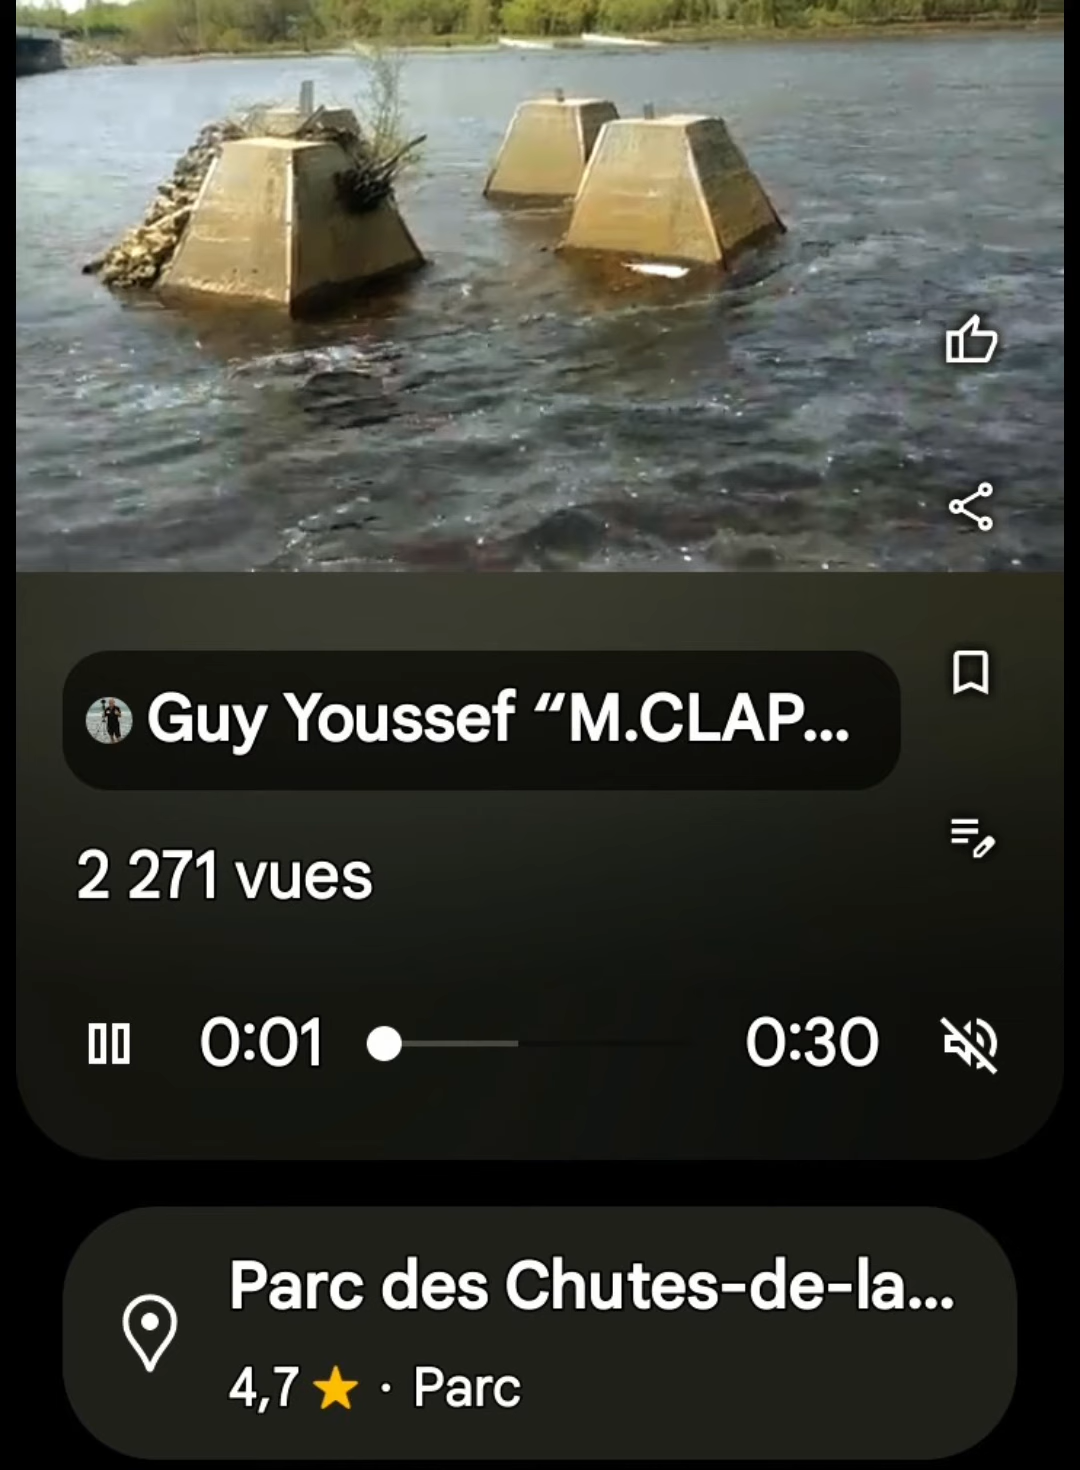 Guy Youssef “M.CLAP...
2 271 vues
0:01 0:30
Parc des Chutes-de-la...
4,7 ★ · Parc